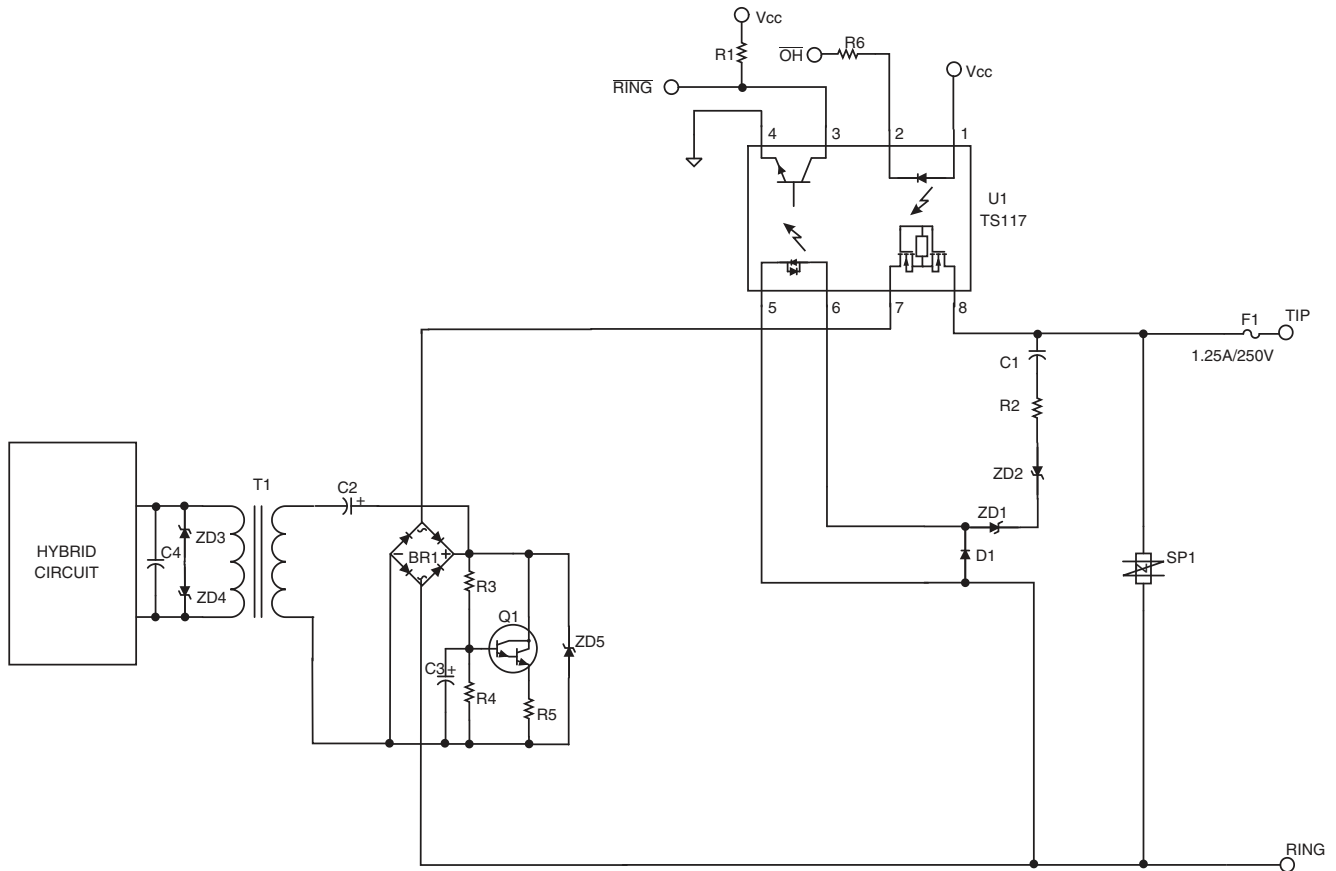 Vcc
R1
OH
R6
Vcc
RING
4
3
2
1
U1
TS117
5
6
7
8
F1
TIP
1.25A/250V
C1
R2
ZD2
ZD1
D1
SP1
T1
C2
+
HYBRID
CIRCUIT
C4
ZD3
ZD4
−
BR1
+
R3
Q1
C3
+
R4
R5
ZD5
RING